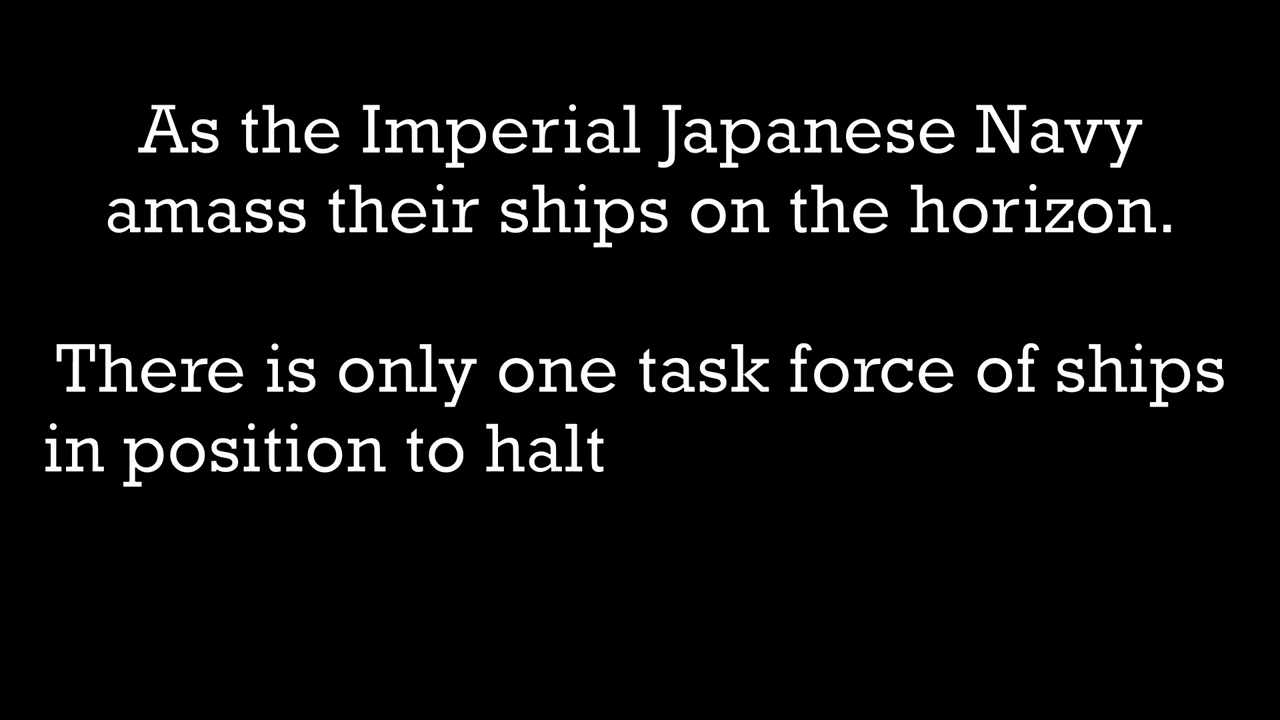 As the Imperial Japanese Navy
amass their ships on the horizon.
There is only one task force of ships
in position to halt